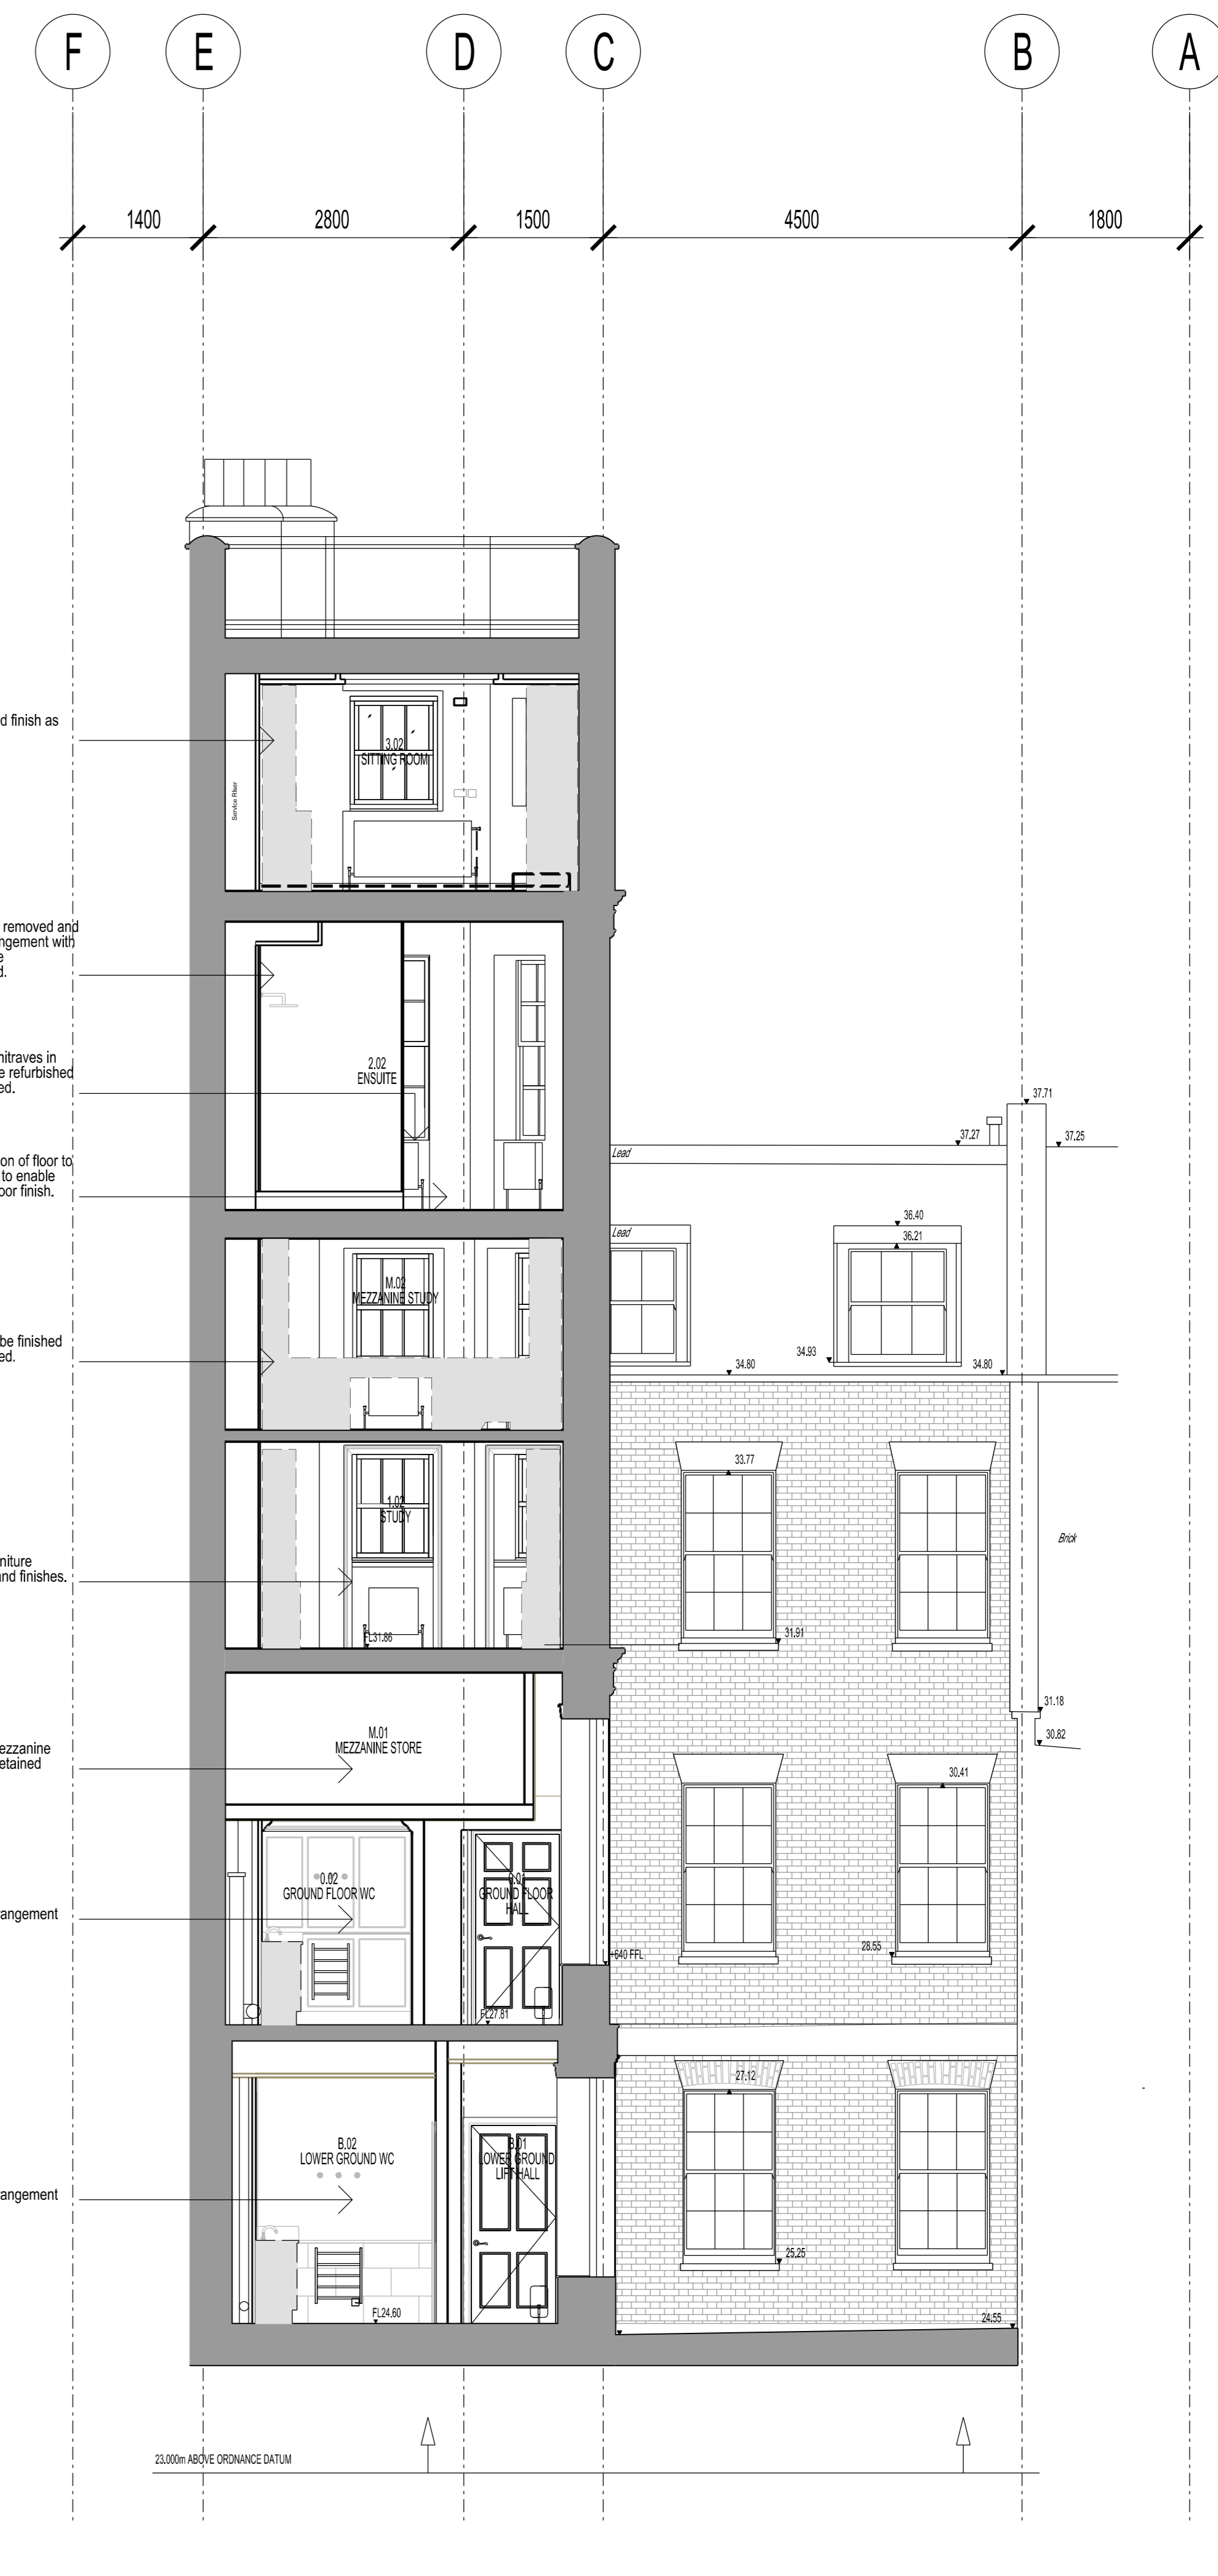 F E D C B A
1400 2800 1500 4500 1800
d finish as
3.02
SITTING ROOM
Service Riser
removed and
ngement with
e
d.
2.02
ENSUITE
hitraves in
e refurbished
ed.
37.71
37.27
37.25
Lead
on of floor to
to enable
oor finish.
36.40
Lead
36.21
M.02
MEZZANINE STUDY
be finished
ed.
34.93
34.80
34.80
33.77
1.02
STUDY
Brick
niture
and finishes.
FL31.86
31.91
31.18
30.82
M.01
MEZZANINE STORE
ezzanine
etained
30.41
0.02
GROUND FLOOR WC
0.01
GROUND FLOOR
HALL
rangement
28.55
+640 FFL
FL27.81
27.12
B.02
LOWER GROUND WC
B.01
LOWER GROUND
LIFT HALL
rangement
25.25
FL24.60
24.55
23.000m ABOVE ORDNANCE DATUM